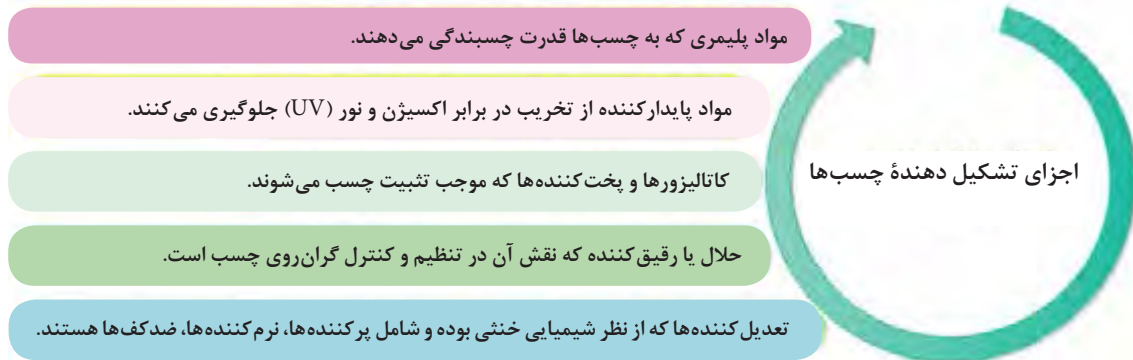 اجزای تشکیل دهندهٔ چسب‌ها
مواد پلیمری که به چسب‌ها قدرت چسبندگی می‌دهند.
مواد پایدارکننده از تخریب در برابر اکسیژن و نور (UV) جلوگیری می‌کنند.
کاتالیزورها و پخت‌کننده‌ها که موجب تثبیت چسب می‌شوند.
حلال یا رقیق‌کننده که نقش آن در تنظیم و کنترل گران‌روی چسب است.
تعدیل‌کننده‌ها که از نظر شیمیایی خنثی بوده و شامل پرکننده‌ها، نرم‌کننده‌ها، ضدکف‌ها هستند.